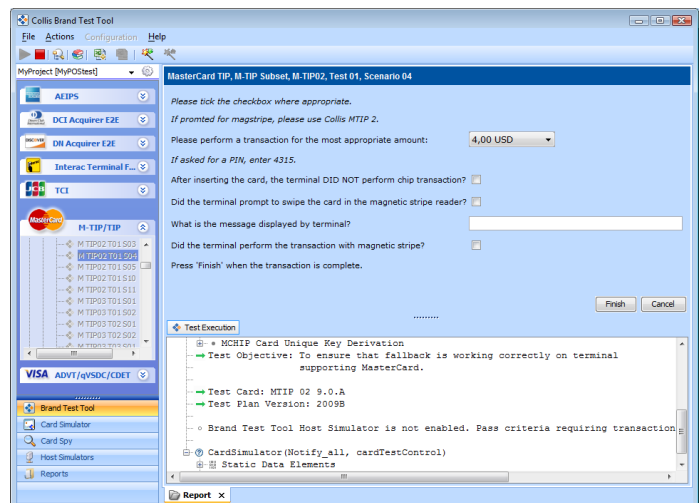 Collis Brand Test Tool
File Actions Configuration Help
MyProject [MyPOStest]
AEIPS
DCI Acquirer E2E
DISCOVER
DN Acquirer E2E
Interac Terminal F...
JCB
TCI
MasterCard
M-TIP/TIP
M TIP02 T01 S03
M TIP02 T01 S04
M TIP02 T01 S05
M TIP02 T01 S10
M TIP02 T01 S11
M TIP03 T01 S01
M TIP03 T01 S02
M TIP03 T02 S01
M TIP03 T02 S02
M TIP03 T03 S01
VISA ADVT/qVSDC/CDET
Brand Test Tool
Card Simulator
Card Spy
Host Simulators
Reports
MasterCard TIP, M-TIP Subset, M-TIP02, Test 01, Scenario 04
Please tick the checkbox where appropriate.
If promted for magstripe, please use Collis MTIP 2.
Please perform a transaction for the most appropriate amount:
4,00 USD
If asked for a PIN, enter 4315.
After inserting the card, the terminal DID NOT perform chip transaction?
Did the terminal prompt to swipe the card in the magnetic stripe reader?
What is the message displayed by terminal?
Did the terminal perform the transaction with magnetic stripe?
Press 'Finish' when the transaction is complete.
Finish Cancel
Test Execution
MCHIP Card Unique Key Derivation
Test Objective: To ensure that fallback is working correctly on terminal
supporting MasterCard.
Test Card: MTIP 02 9.0.A
Test Plan Version: 2009B
Brand Test Tool Host Simulator is not enabled. Pass criteria requiring transaction
CardSimulator(Notify_all, cardTestControl)
Static Data Elements
Report